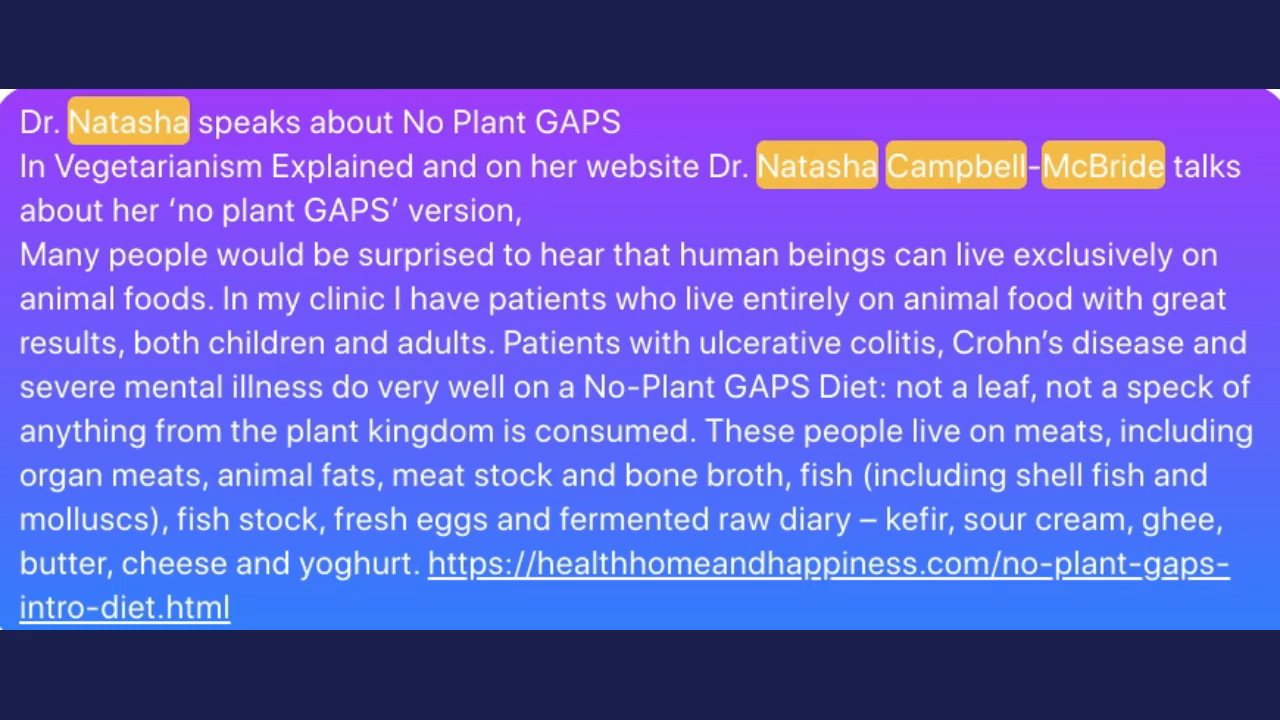 Dr. Natasha speaks about No Plant GAPS
In Vegetarianism Explained and on her website Dr. Natasha Campbell-McBride talks
about her ‘no plant GAPS’ version,
Many people would be surprised to hear that human beings can live exclusively on
animal foods. In my clinic I have patients who live entirely on animal food with great
results, both children and adults. Patients with ulcerative colitis, Crohn’s disease and
severe mental illness do very well on a No-Plant GAPS Diet: not a leaf, not a speck of
anything from the plant kingdom is consumed. These people live on meats, including
organ meats, animal fats, meat stock and bone broth, fish (including shell fish and
molluscs), fish stock, fresh eggs and fermented raw diary – kefir, sour cream, ghee,
butter, cheese and yoghurt. https://healthhomeandhappiness.com/no-plant-gaps-
intro-diet.html